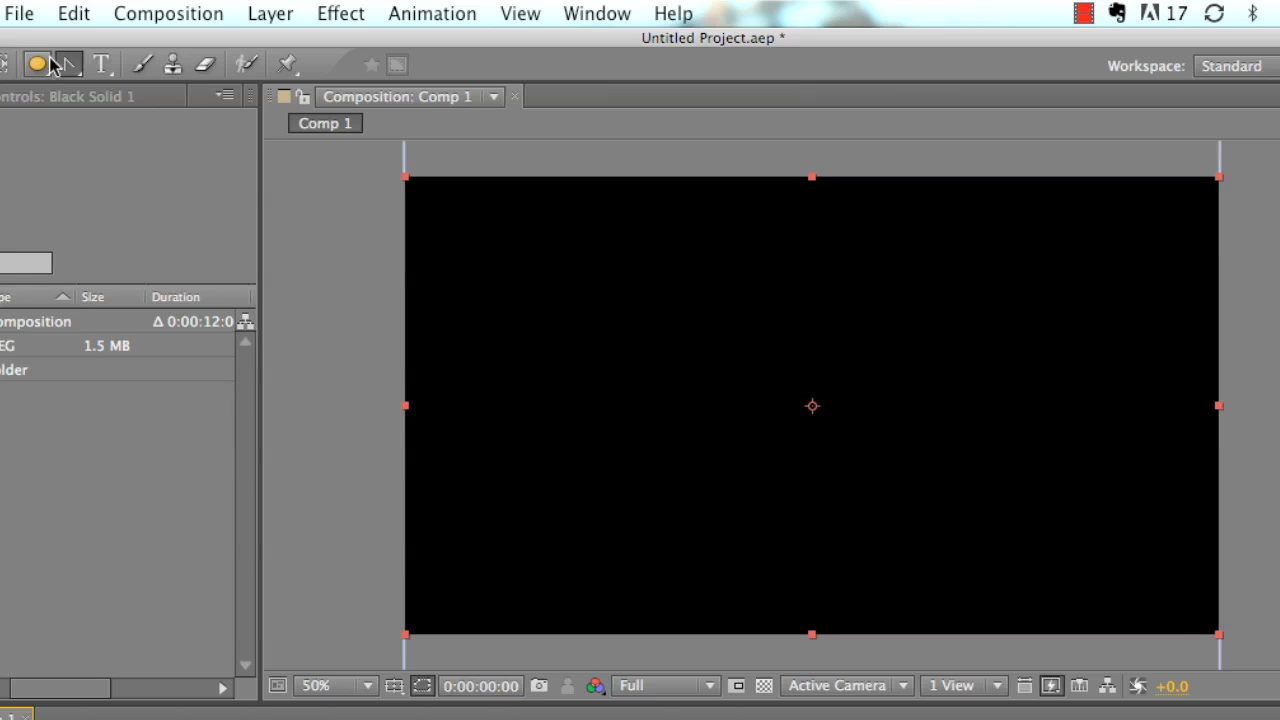 File Edit Composition Layer Effect Animation View Window Help 17
Untitled Project.aep *
T Workspace: Standard
ntrols: Black Solid 1 Composition: Comp 1
Comp 1
pe Size Duration
omposition Δ 0:00:12:0
EG 1.5 MB
older
50% 0:00:00:00 Full Active Camera 1 View +0.0